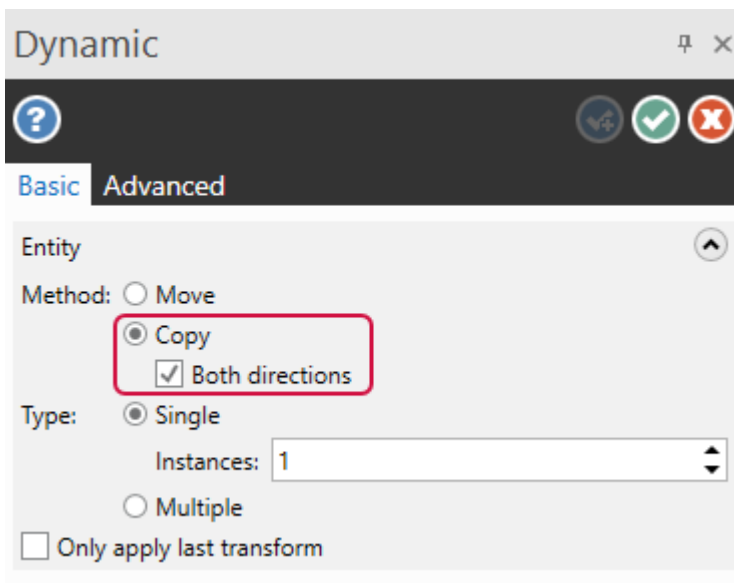 Dynamic
Basic Advanced
Entity
Method: Move
Copy
Both directions
Type: Single
Instances: 1
Multiple
Only apply last transform